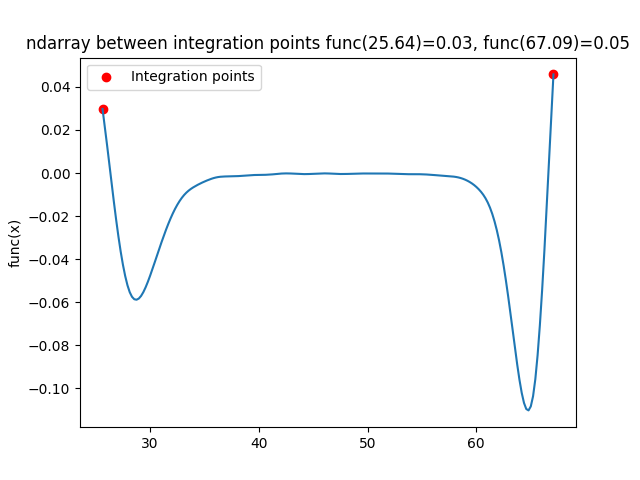 ndarray between integration points func(25.64)=0.03, func(67.09)=0.05
Integration points
func(x)
0.04
0.02
0.00
−0.02
−0.04
−0.06
−0.08
−0.10
30 40 50 60